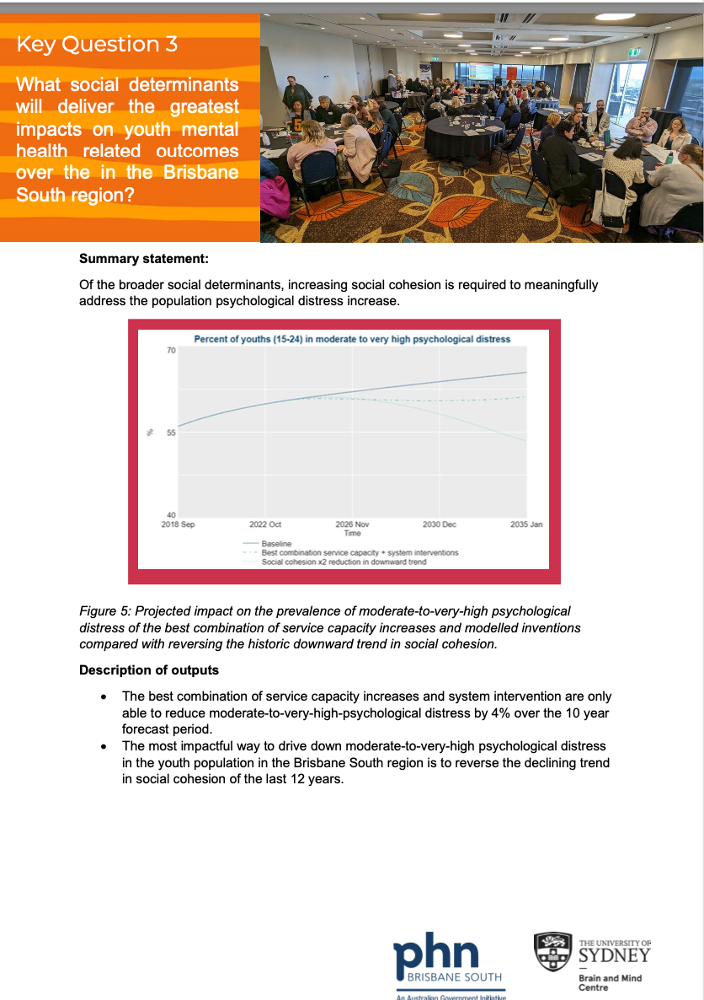 Key Question 3
What social determinants
will deliver the greatest
impacts on youth mental
health related outcomes
over the in the Brisbane
South region?
5
Summary statement:
Of the broader social determinants, increasing social cohesion is required to meaningfully
address the population psychological distress increase.
Percent of youths (15-24) in moderate to very high psychological distress
70
%
55
40
2018 Sep 2022 Oct 2026 Nov 2030 Dec 2035 Jan
Time
Baseline
Best combination service capacity + system interventions
Social cohesion x2 reduction in downward trend
Figure 5: Projected impact on the prevalence of moderate-to-very-high psychological
distress of the best combination of service capacity increases and modelled inventions
compared with reversing the historic downward trend in social cohesion.
Description of outputs
• The best combination of service capacity increases and system intervention are only
able to reduce moderate-to-very-high-psychological distress by 4% over the 10 year
forecast period.
• The most impactful way to drive down moderate-to-very-high psychological distress
in the youth population in the Brisbane South region is to reverse the declining trend
in social cohesion of the last 12 years.
phn
BRISBANE SOUTH
An Australian Government Initiative
THE UNIVERSITY OF
SYDNEY
Brain and Mind
Centre